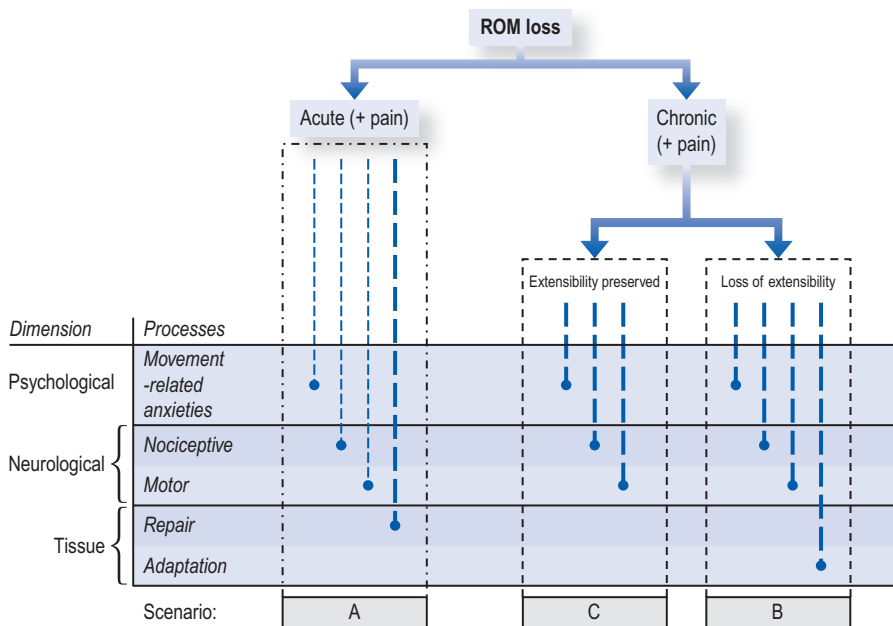 ROM loss
Acute (+ pain)
Chronic
(+ pain)
Extensibility preserved
Loss of extensibility
Dimension
Processes
Psychological
Movement
-related
anxieties
Neurological
Nociceptive
Motor
Tissue
Repair
Adaptation
Scenario:
A
C
B